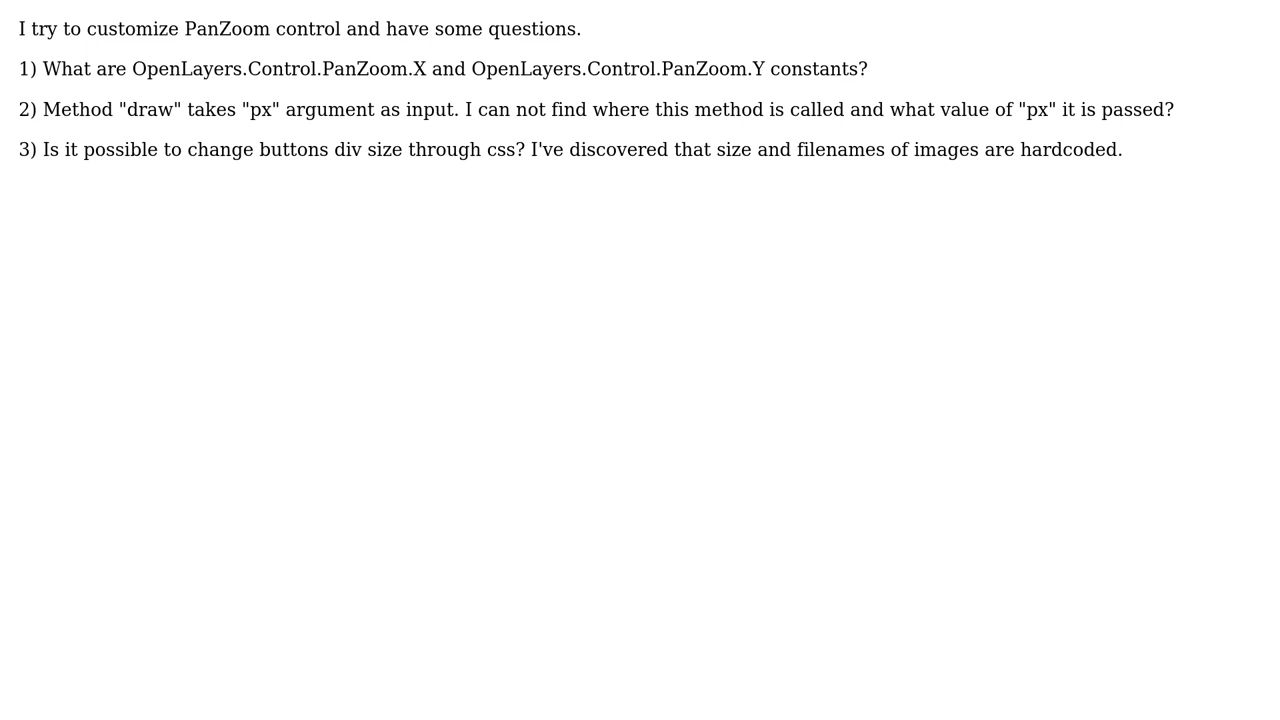 I try to customize PanZoom control and have some questions.
1) What are OpenLayers.Control.PanZoom.X and OpenLayers.Control.PanZoom.Y constants?
2) Method "draw" takes "px" argument as input. I can not find where this method is called and what value of "px" it is passed?
3) Is it possible to change buttons div size through css? I've discovered that size and filenames of images are hardcoded.